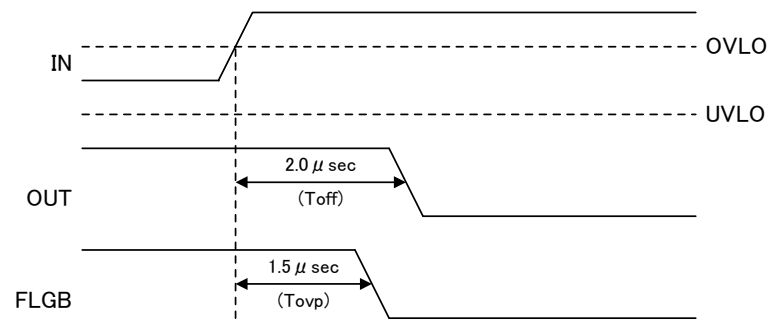 OVLO
IN
UVLO
2.0 μ sec
OUT
(Toff)
1.5 μ sec
FLGB
(Tovp)